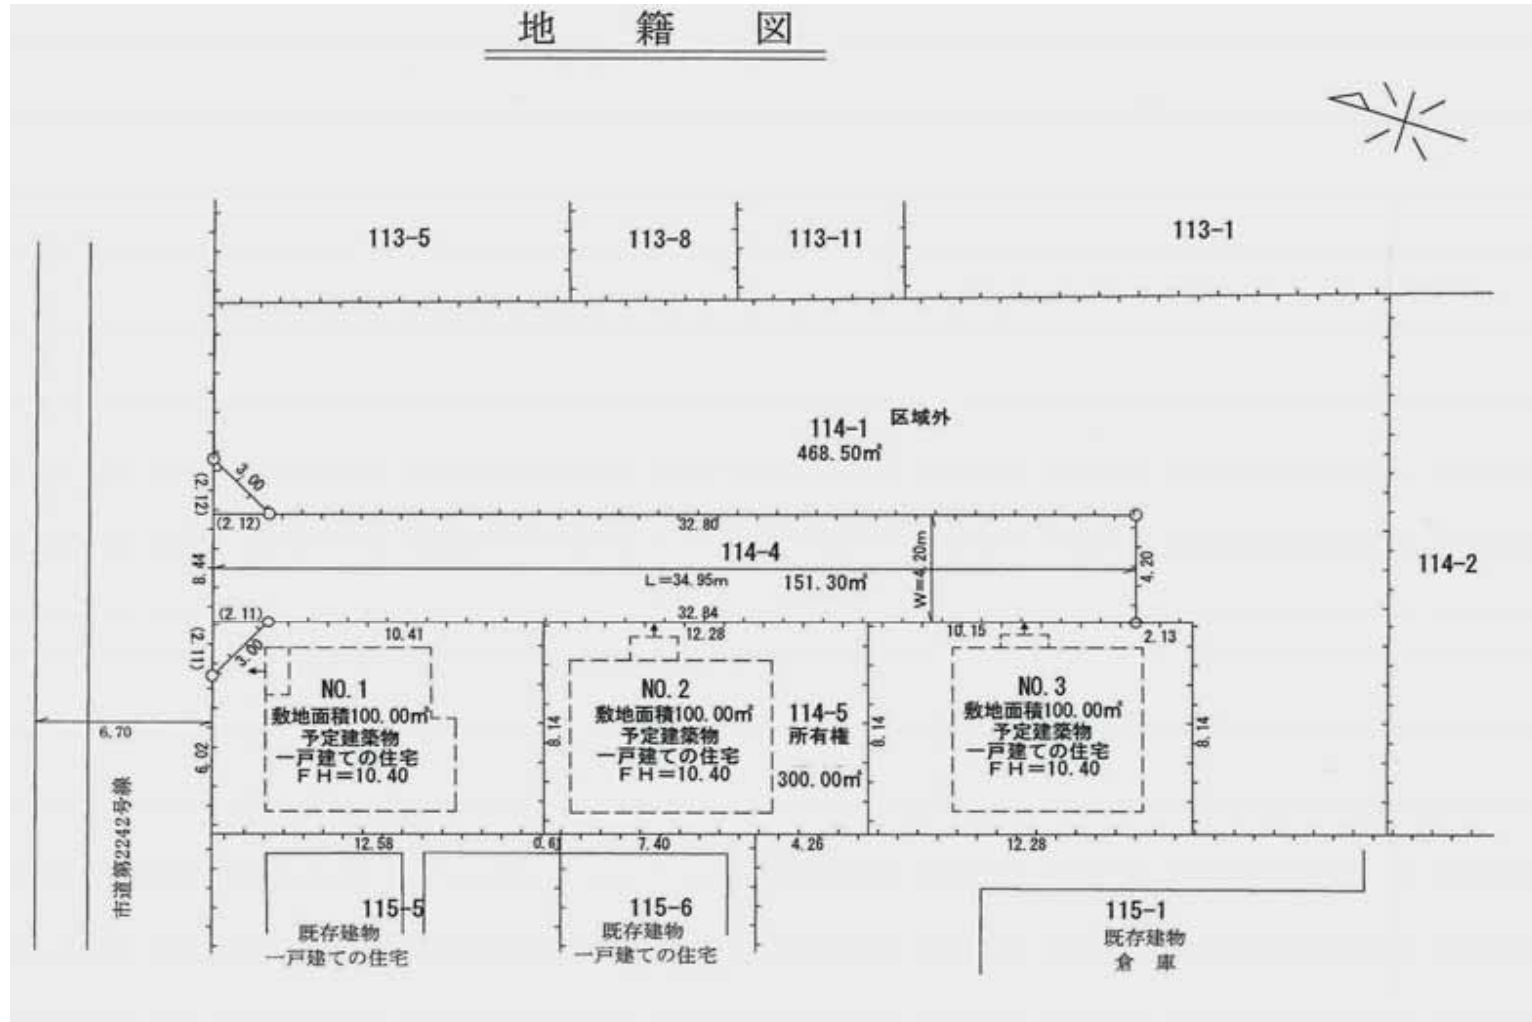 地籍図
113-5
113-8
113-11
113-1
114-1
区域外
468.50㎡
3.00
(2.12)
(2.12)
32.80
114-4
L=34.95m
151.30㎡
W=4.20m
4.20
114-2
8.44
(2.11)
32.84
(2.11)
3.00
10.41
12.28
10.15
2.13
NO.1
敷地面積100.00㎡
予定建築物
一戸建ての住宅
FH=10.40
NO.2
敷地面積100.00㎡
予定建築物
一戸建ての住宅
FH=10.40
114-5
所有権
300.00㎡
NO.3
敷地面積100.00㎡
予定建築物
一戸建ての住宅
FH=10.40
8.14
8.14
8.14
6.70
6.02
市道第2242号線
12.58
0.61
7.40
4.26
12.28
115-5
既存建物
一戸建ての住宅
115-6
既存建物
一戸建ての住宅
115-1
既存建物
倉庫